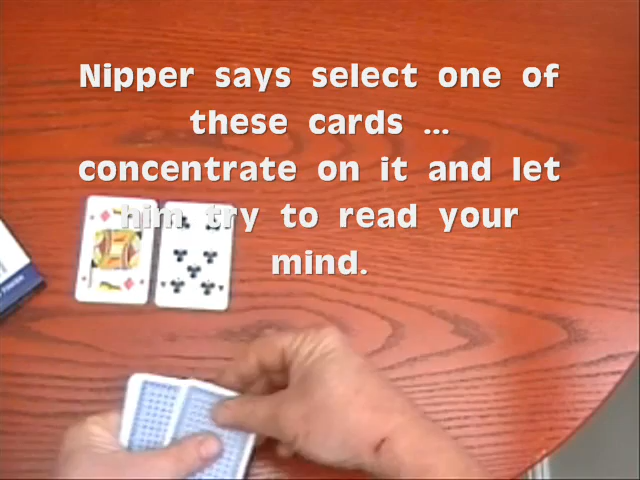 Nipper says select one of
these cards ...
concentrate on it and let
him try to read your
mind.